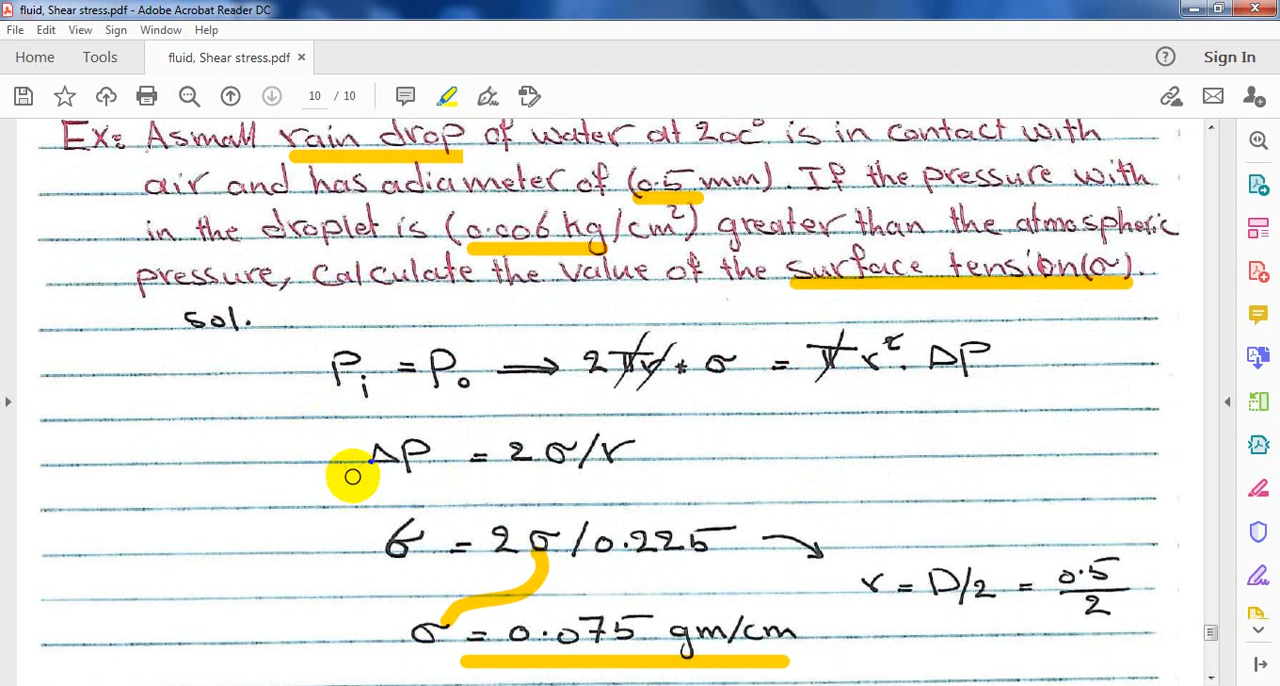 fluid, Shear stress.pdf - Adobe Acrobat Reader DC
File Edit View Sign Window Help
Home Tools fluid, Shear stress.pdf × Sign In
10 / 10
Ex: A small rain drop of water at 20c° is in contact with
air and has a diameter of (0.5 mm). If the pressure with
in the droplet is (0.006 kg/cm²) greater than the atmospheric
pressure, calculate the value of the surface tension(σ).
sol.
Pi = Po ⟹ 2πr * σ = πr². ΔP
ΔP = 2σ/r
6 = 2σ/0.225
r = D/2 = 0.5/2
σ = 0.075 gm/cm